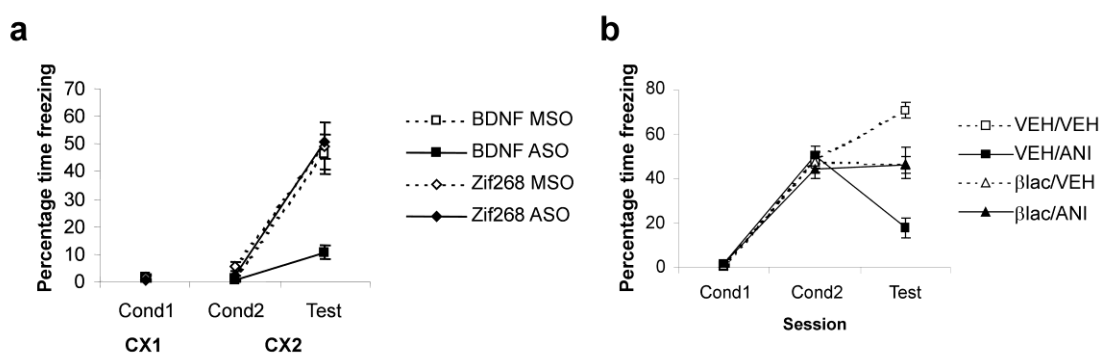 a
Percentage time freezing
70
60
50
40
30
20
10
0
Cond1 Cond2 Test
CX1 CX2
BDNF MSO
BDNF ASO
Zif268 MSO
Zif268 ASO
b
Percentage time freezing
80
60
40
20
0
Cond1 Cond2 Test
Session
VEH/VEH
VEH/ANI
βlac/VEH
βlac/ANI